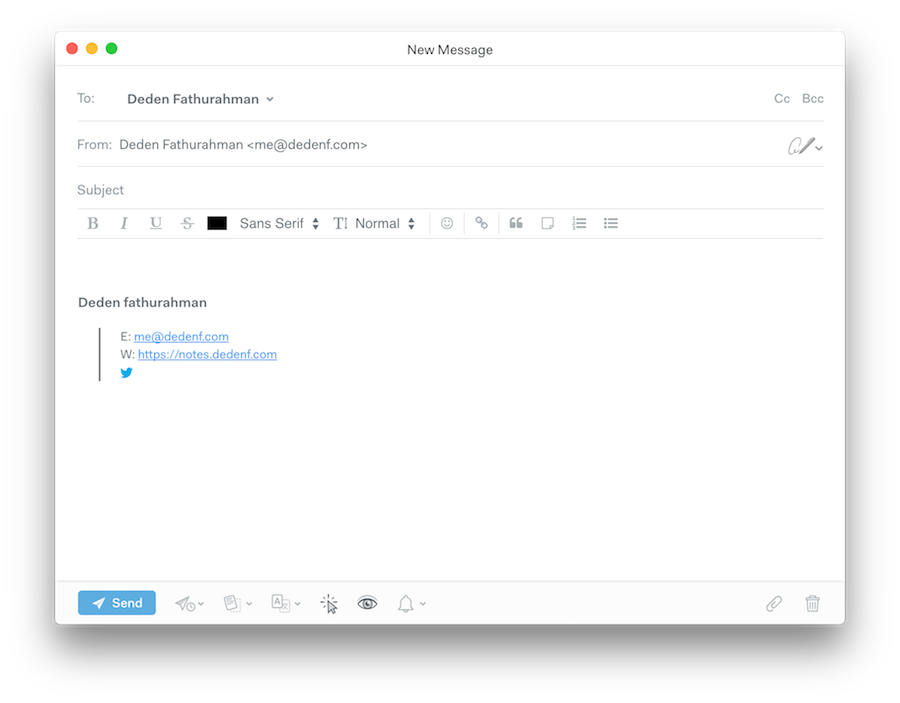 New Message
To: Deden Fathurahman Cc Bcc
From: Deden Fathurahman <me@dedenf.com>
Subject
B I U S Sans Serif T Normal
Deden fathurahman
E: me@dedenf.com
W: https://notes.dedenf.com
Send